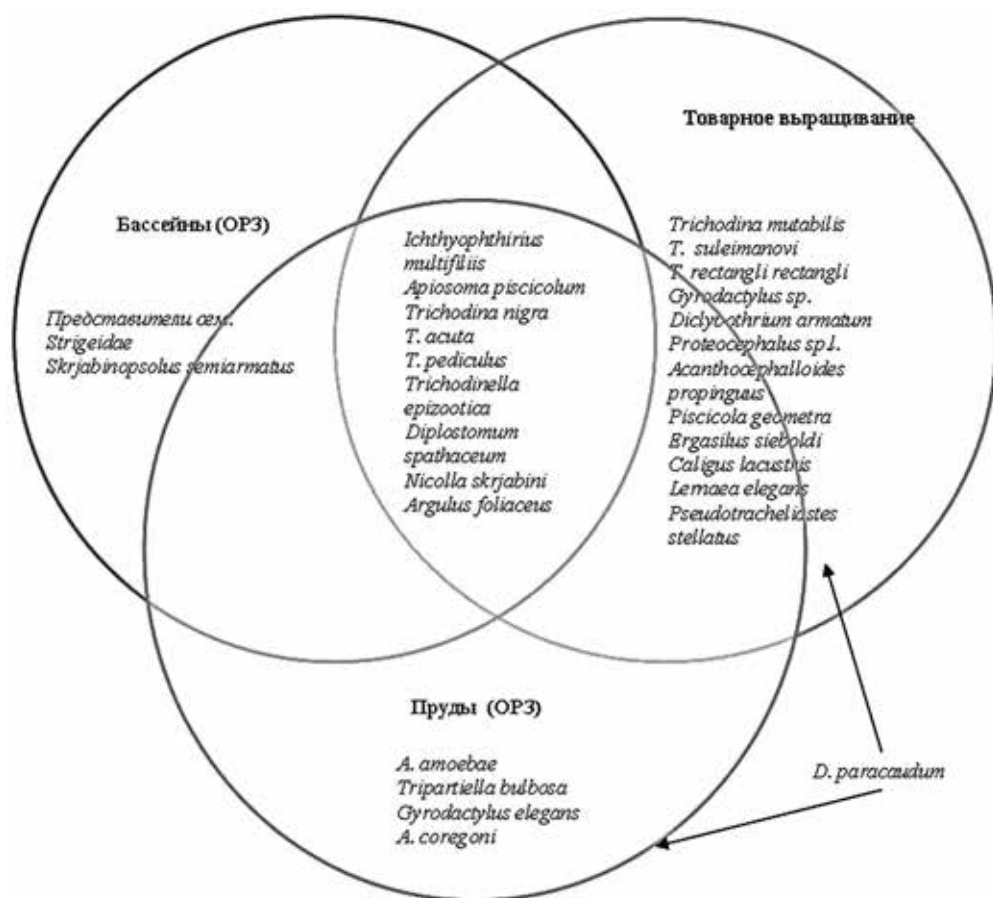 Товарное выращивание
Бассейны (ОРЗ)
Представители сем.
Strigeidae
Skrjabinopsolus semiarmatus
Ichthyophthirius
multifiliis
Apiosoma piscicolum
Trichodina nigra
T. acuta
T. pediculus
Trichodinella
epizootica
Diplostomum
spathaceum
Nicolla skrjabini
Argulus foliaceus
Trichodina mutabilis
T. suleimanovi
T. rectangli rectangli
Gyrodactylus sp.
Diclybothrium armatum
Proteocephalus sp.l.
Acanthocephalloides
propinguus
Piscicola geometra
Ergasilus sieboldi
Caligus lacustris
Lernaea elegans
Pseudotracheliastes
stellatus
Пруды (ОРЗ)
A. amoebae
Tripartiella bulbosa
Gyrodactylus elegans
A. coregoni
D. paracaudum